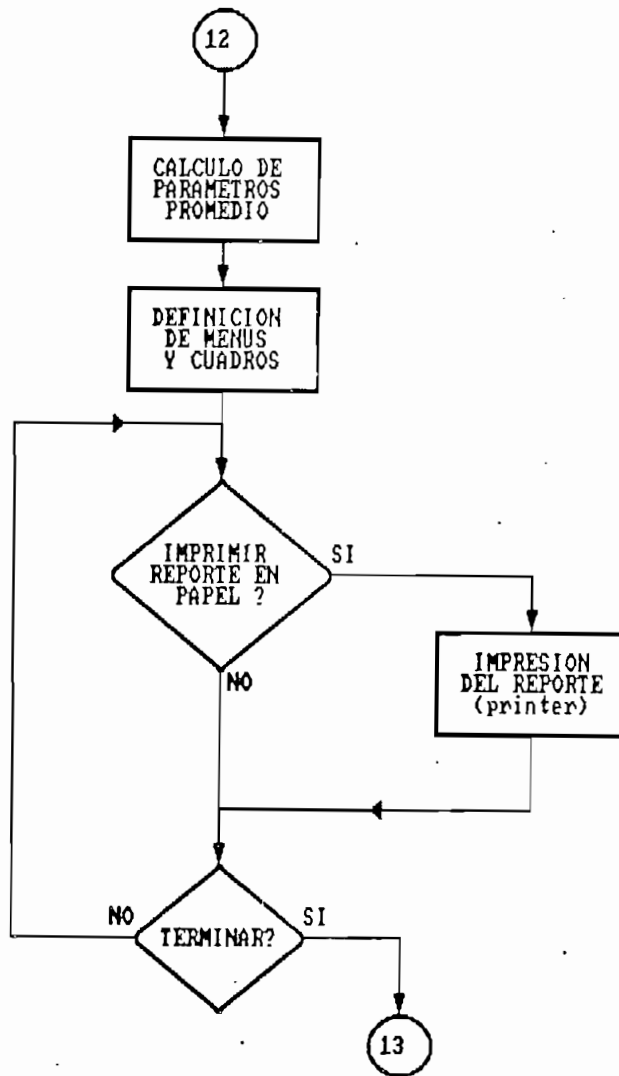 12
CALCULO DE
PARAMETROS
PROMEDIO
DEFINICION
DE MENUS
Y CUADROS
IMPRIMIR
REPORTE EN
PAPEL ?
SI
NO
IMPRESION
DEL REPORTE
(printer)
NO
TERMINAR?
SI
13